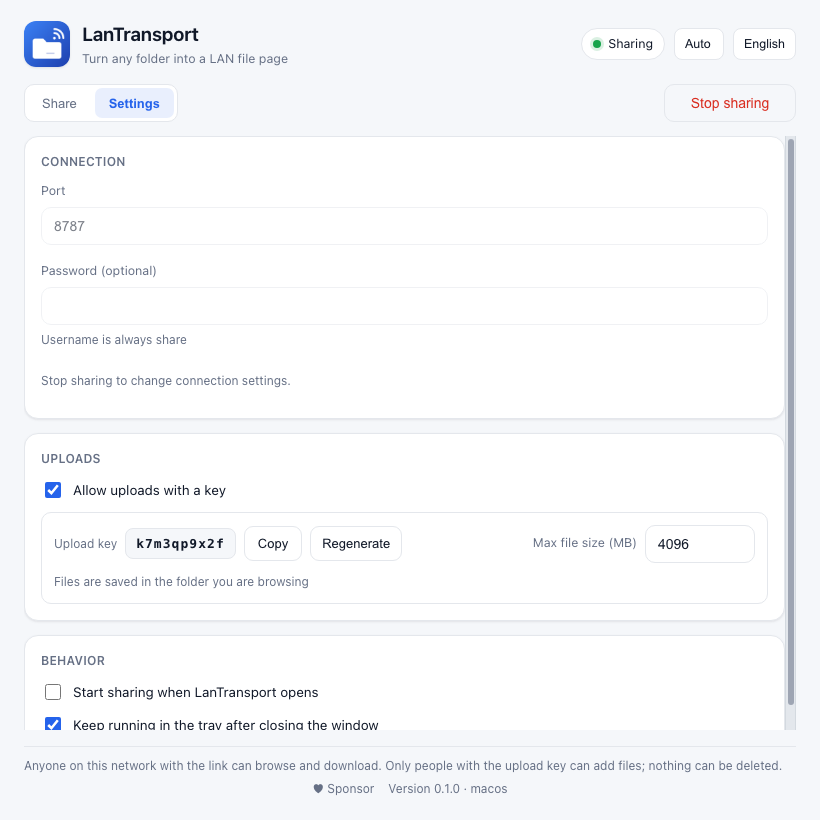 LanTransport
Turn any folder into a LAN file page
Sharing
Auto
English
Share
Settings
Stop sharing
CONNECTION
Port
8787
Password (optional)
Username is always share
Stop sharing to change connection settings.
UPLOADS
Allow uploads with a key
Upload key k7m3qp9x2f Copy Regenerate Max file size (MB) 4096
Files are saved in the folder you are browsing
BEHAVIOR
Start sharing when LanTransport opens
Keep running in the tray after closing the window
Anyone on this network with the link can browse and download. Only people with the upload key can add files; nothing can be deleted.
Sponsor Version 0.1.0 · macos